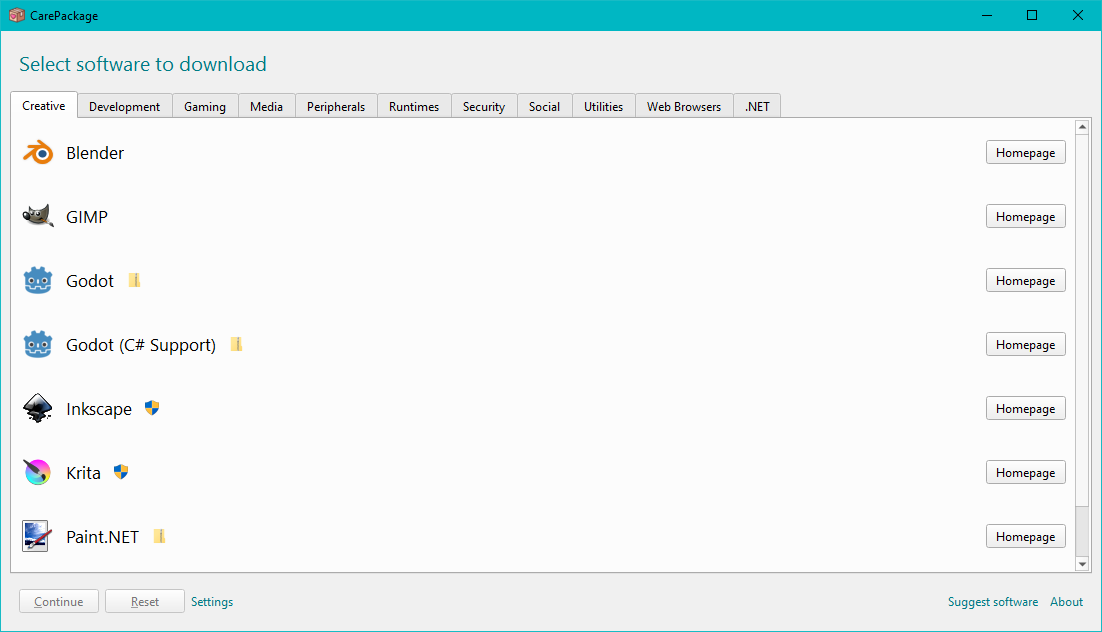 CarePackage
Select software to download
Creative Development Gaming Media Peripherals Runtimes Security Social Utilities Web Browsers .NET
Blender Homepage
GIMP Homepage
Godot Homepage
Godot (C# Support) Homepage
Inkscape Homepage
Krita Homepage
Paint.NET Homepage
Continue Reset Settings Suggest software About